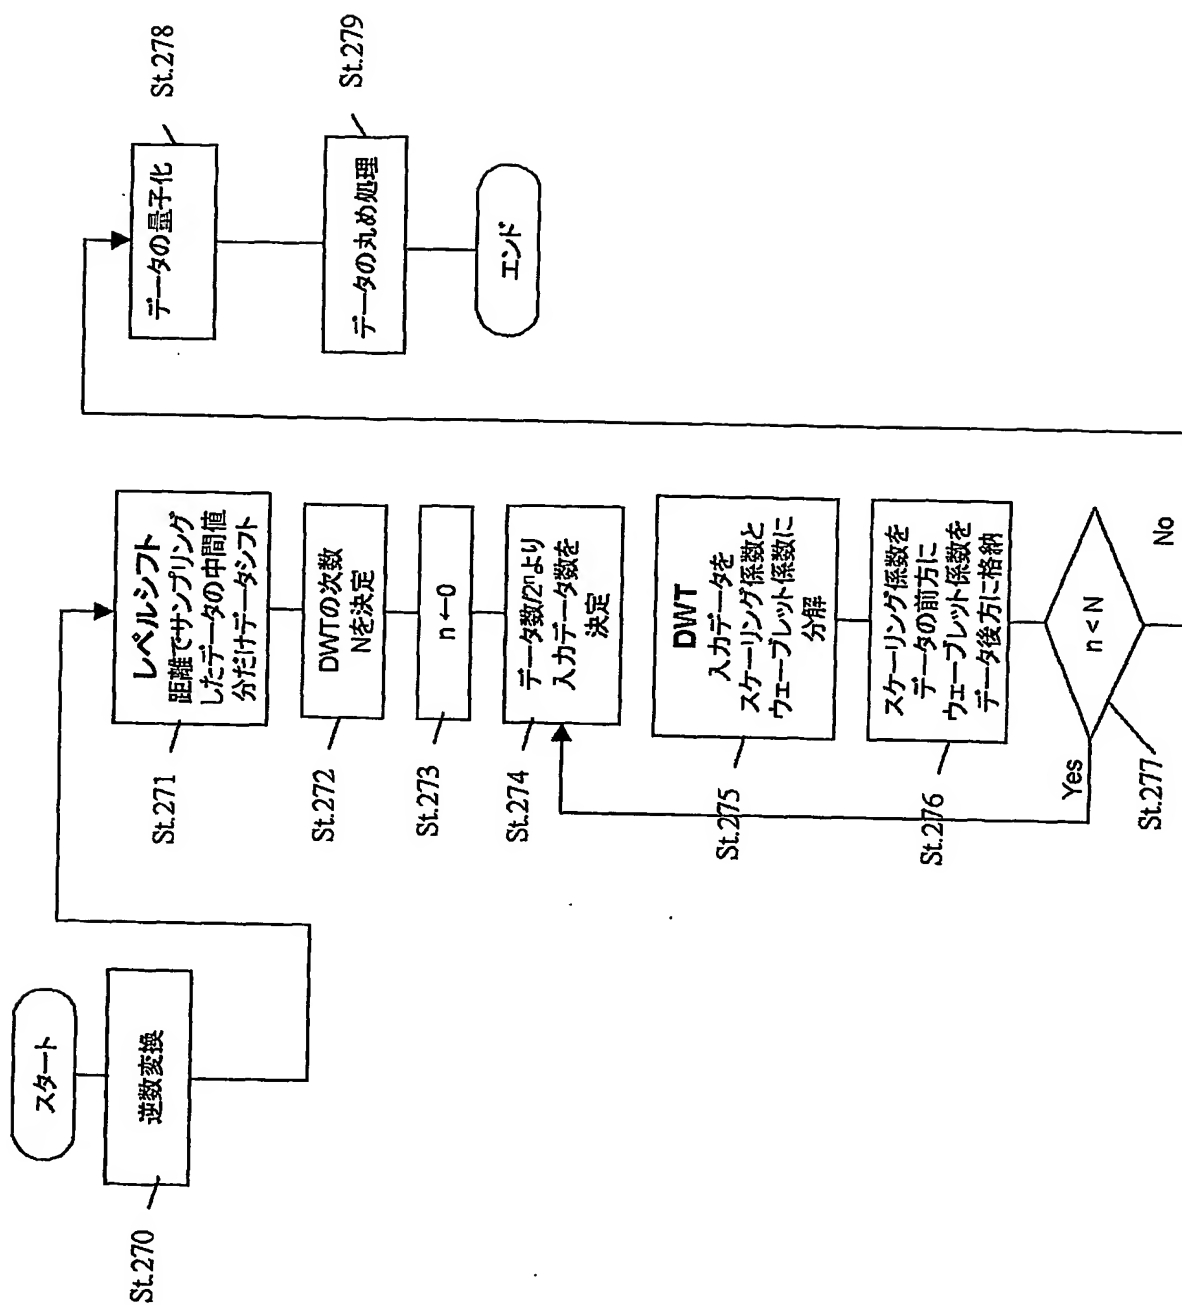 スタート
逆数変換
St.270
レベルシフト
距離でサンプリング
したデータの中間値
分だけデータシフト
St.271
DWTの次数
Nを決定
St.272
n←0
St.273
データ数/2nより
入力データ数を
決定
St.274
DWT
入力データを
スケーリング係数と
ウェーブレット係数に
分解
St.275
スケーリング係数を
データの前方に
ウェーブレット係数を
データ後方に格納
St.276
n < N
Yes
No
St.277
データの量子化
St.278
データの丸め処理
St.279
エンド